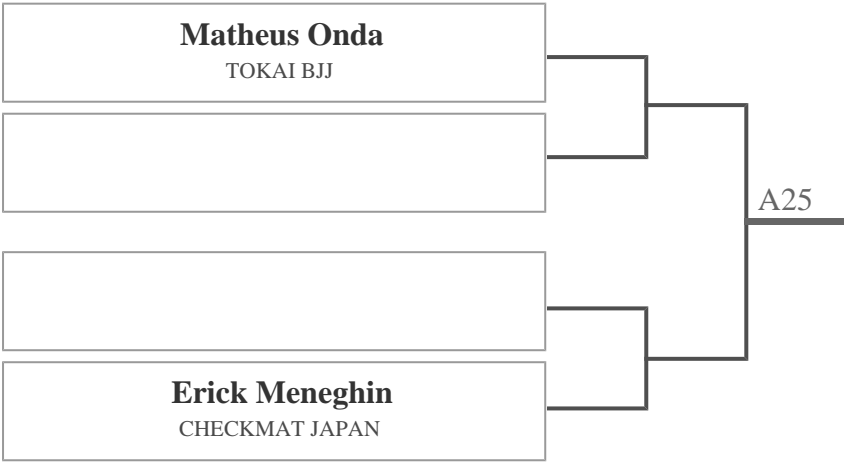 Matheus Onda
TOKAI BJJ
A25
Erick Meneghin
CHECKMAT JAPAN